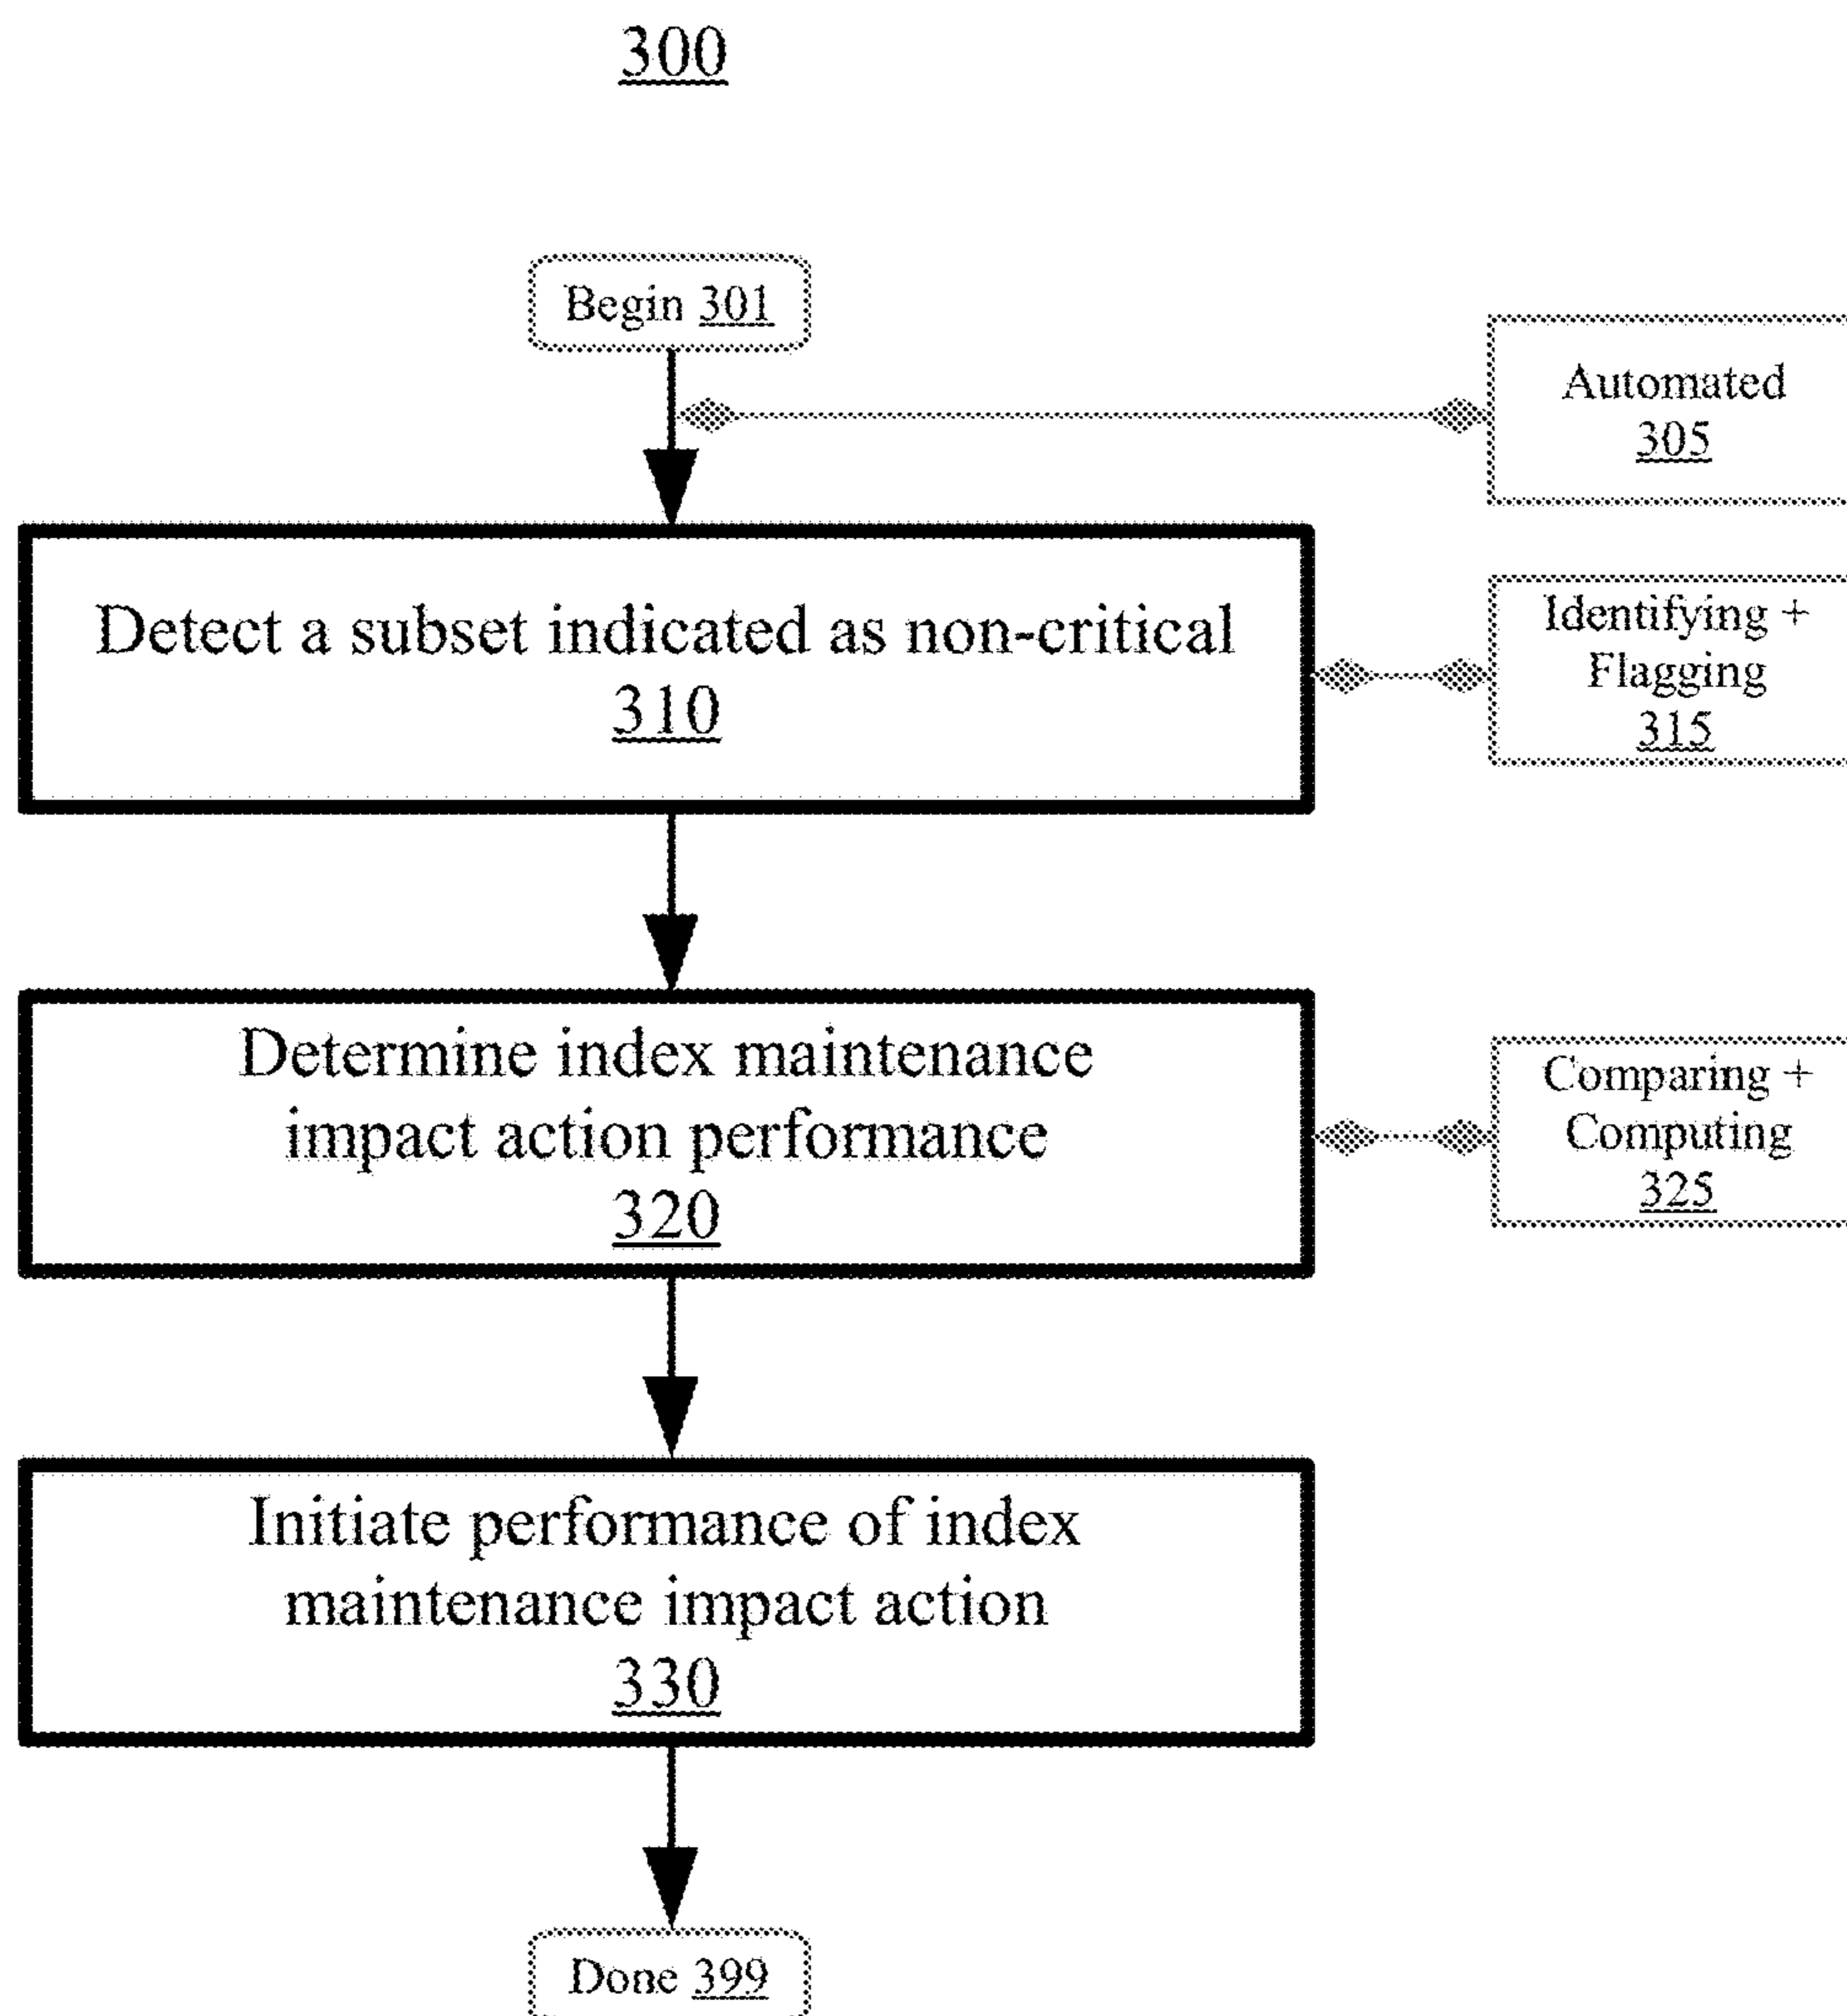 300
Begin 301
Automated
305
Detect a subset indicated as non-critical
310
Identifying +
Flagging
315
Determine index maintenance
impact action performance
320
Comparing +
Computing
325
Initiate performance of index
maintenance impact action
330
Done 399